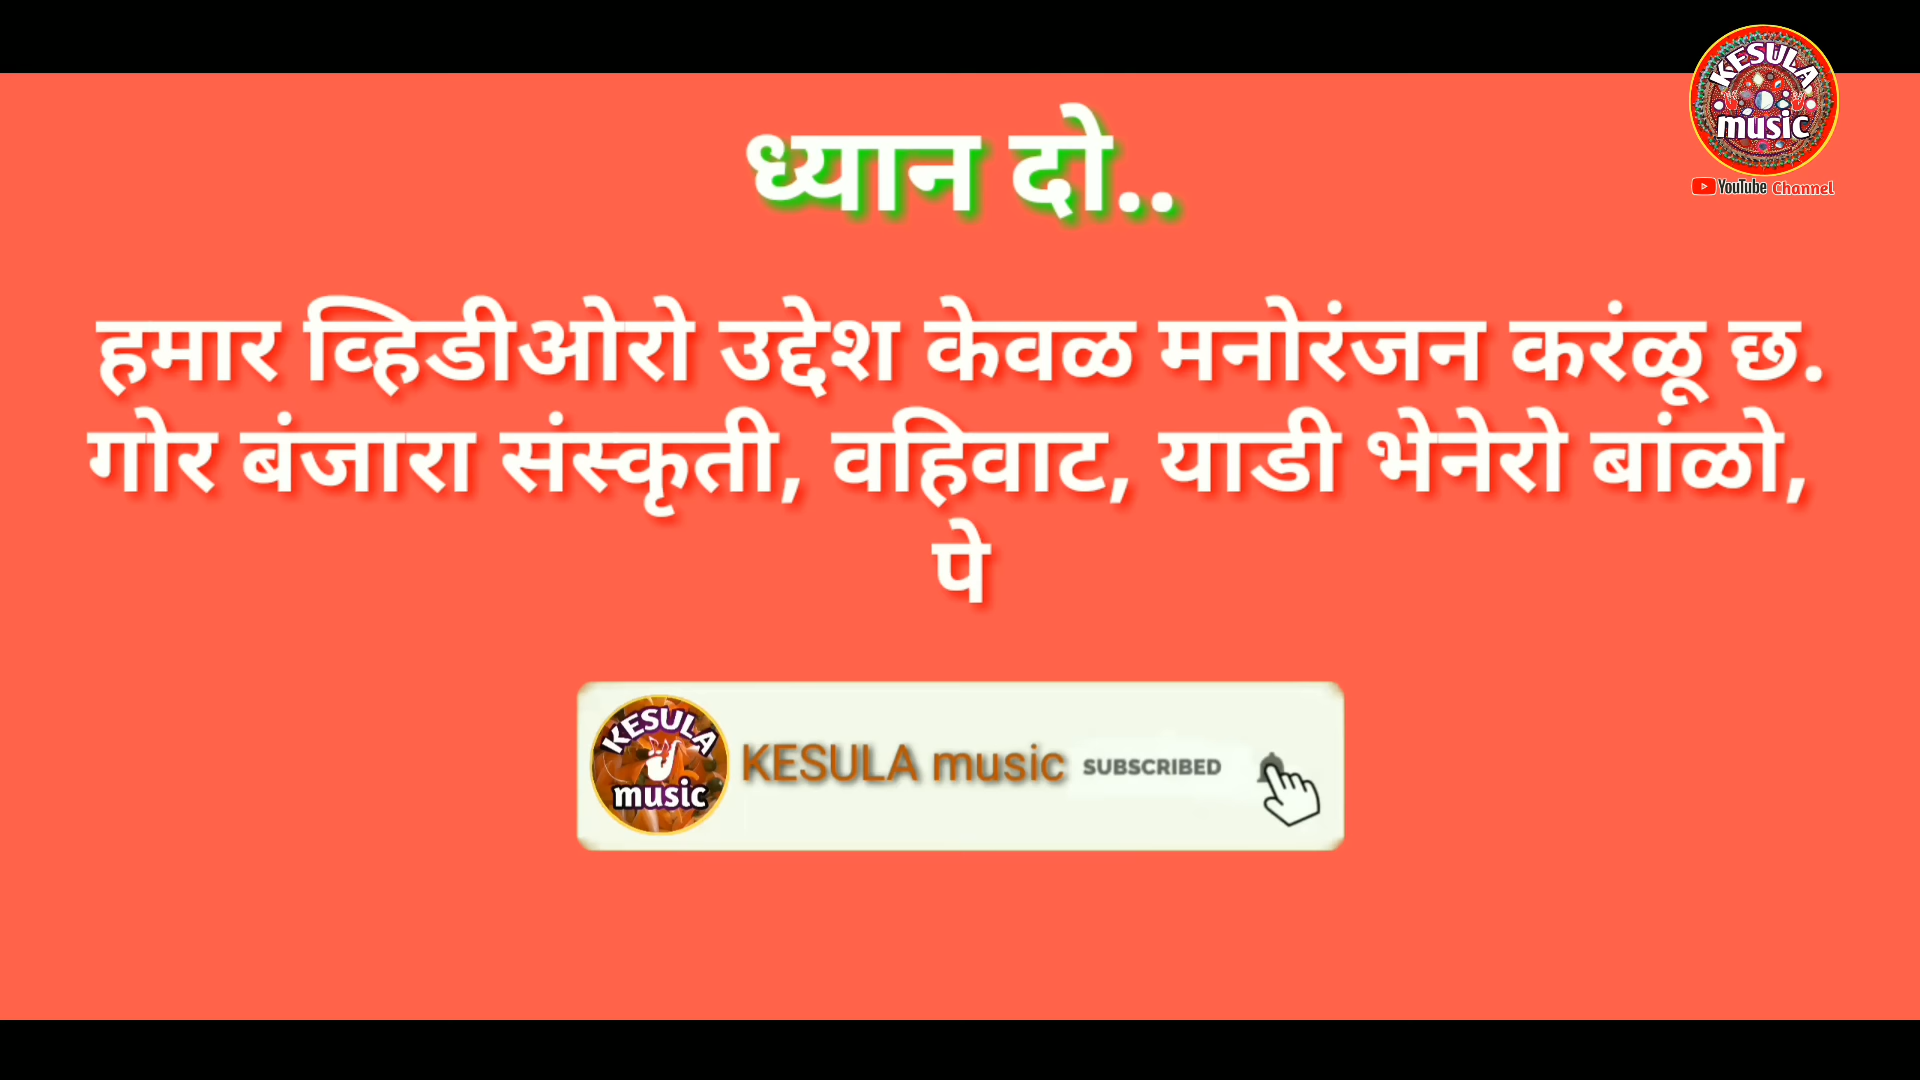 KESULA
music
YouTube Channel
ध्यान दो..
हमार व्हिडीओरो उद्देश केवळ मनोरंजन करंळू छ.
गोर बंजारा संस्कृती, वहिवाट, याडी भेनेरो बांळो,
पे
KESULA
music
KESULA music SUBSCRIBED